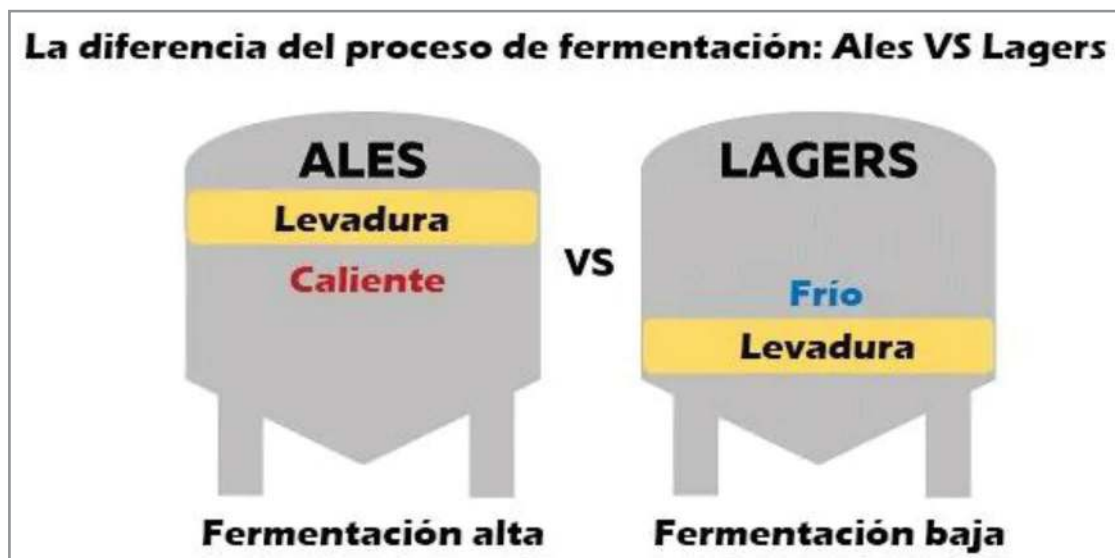 La diferencia del proceso de fermentación: Ales VS Lagers
ALES
Levadura
Caliente
VS
LAGERS
Frío
Levadura
Fermentación alta
Fermentación baja